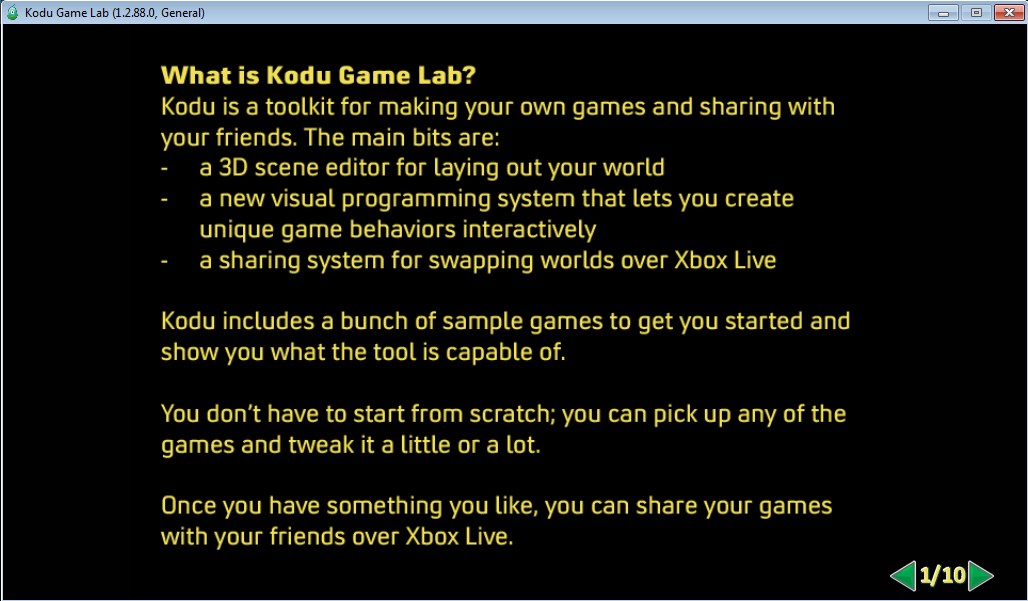 Kodu Game Lab (1.2.88.0, General)
What is Kodu Game Lab?
Kodu is a toolkit for making your own games and sharing with
your friends. The main bits are:
- a 3D scene editor for laying out your world
- a new visual programming system that lets you create
unique game behaviors interactively
- a sharing system for swapping worlds over Xbox Live
Kodu includes a bunch of sample games to get you started and
show you what the tool is capable of.
You don't have to start from scratch; you can pick up any of the
games and tweak it a little or a lot.
Once you have something you like, you can share your games
with your friends over Xbox Live.
1/10